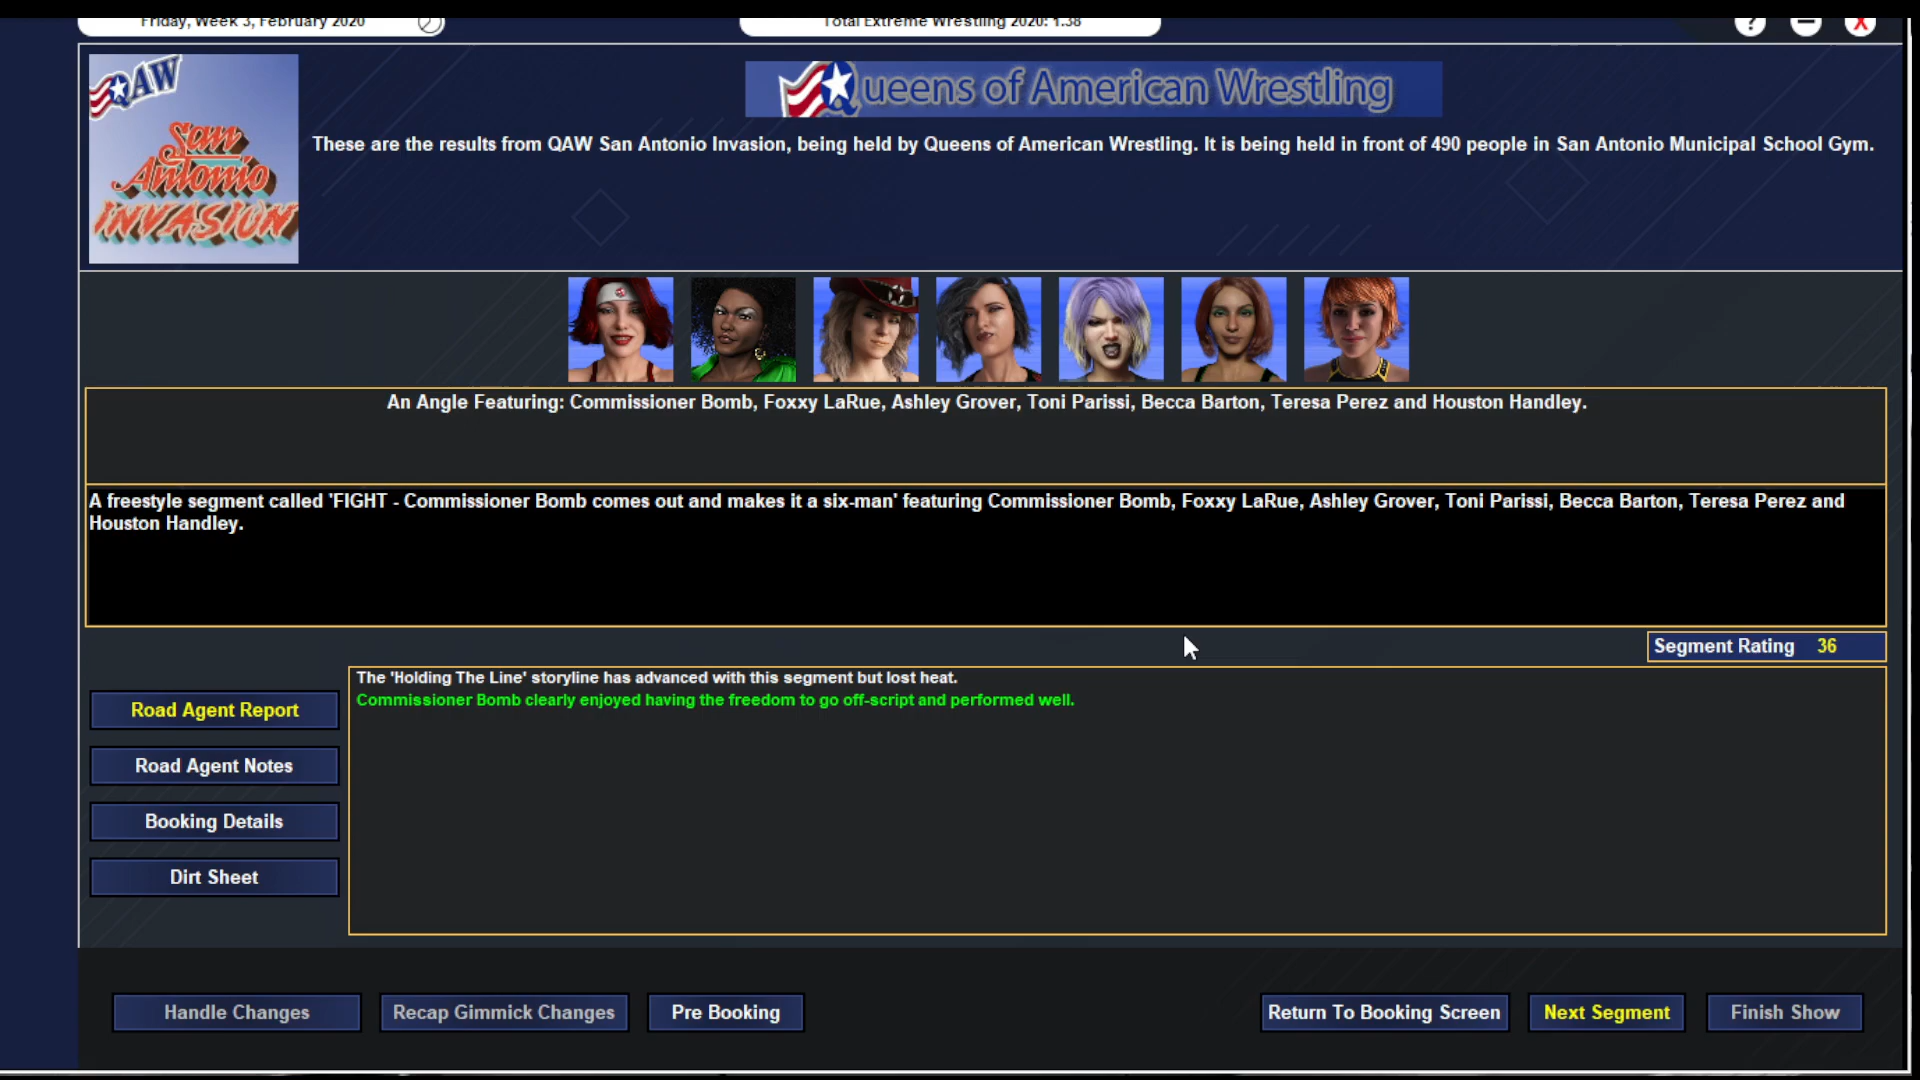 Friday, Week 3, February 2020
Total Extreme Wrestling 2020: 1.38
?
X
QAW
San
Antonio
INVASION
Queens of American Wrestling
These are the results from QAW San Antonio Invasion, being held by Queens of American Wrestling. It is being held in front of 490 people in San Antonio Municipal School Gym.
An Angle Featuring: Commissioner Bomb, Foxxy LaRue, Ashley Grover, Toni Parissi, Becca Barton, Teresa Perez and Houston Handley.
A freestyle segment called 'FIGHT - Commissioner Bomb comes out and makes it a six-man' featuring Commissioner Bomb, Foxxy LaRue, Ashley Grover, Toni Parissi, Becca Barton, Teresa Perez and
Houston Handley.
Segment Rating 36
The 'Holding The Line' storyline has advanced with this segment but lost heat.
Commissioner Bomb clearly enjoyed having the freedom to go off-script and performed well.
Road Agent Report
Road Agent Notes
Booking Details
Dirt Sheet
Handle Changes
Recap Gimmick Changes
Pre Booking
Return To Booking Screen
Next Segment
Finish Show